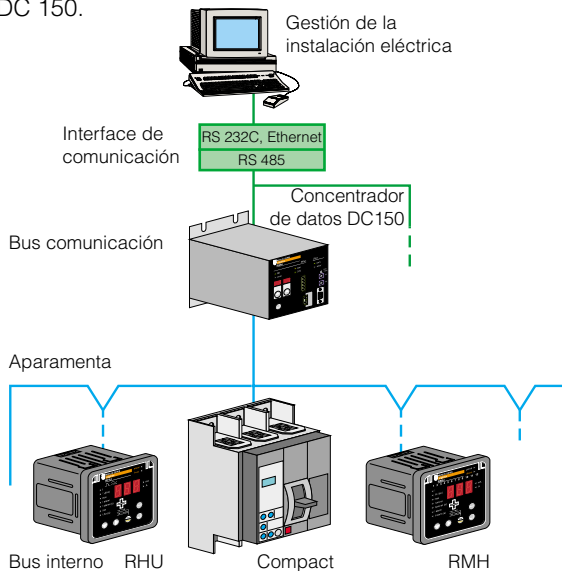 DC 150.
Gestión de la
instalación eléctrica
Interface de
comunicación
RS 232C, Ethernet
RS 485
Concentrador
de datos DC150
Bus comunicación
Aparamenta
Bus interno
RHU
Compact
RMH